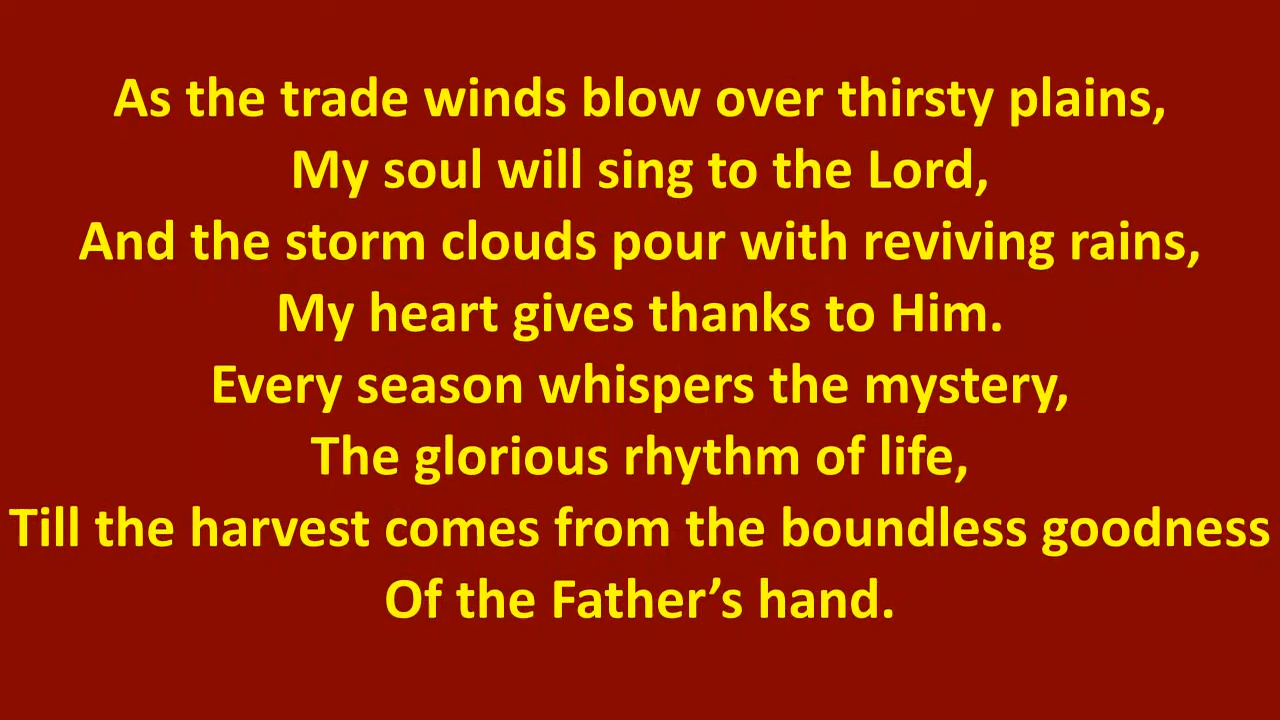 As the trade winds blow over thirsty plains,
My soul will sing to the Lord,
And the storm clouds pour with reviving rains,
My heart gives thanks to Him.
Every season whispers the mystery,
The glorious rhythm of life,
Till the harvest comes from the boundless goodness
Of the Father’s hand.